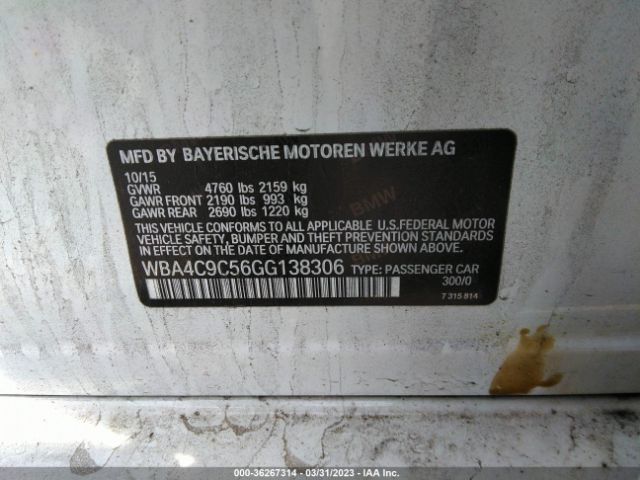 MFD BY BAYERISCHE MOTOREN WERKE AG
10/15
GVWR 4760 lbs 2159 kg
GAWR FRONT 2190 lbs 993 kg
GAWR REAR 2690 lbs 1220 kg
THIS VEHICLE CONFORMS TO ALL APPLICABLE U.S.FEDERAL MOTOR
VEHICLE SAFETY, BUMPER AND THEFT PREVENTION STANDARDS
IN EFFECT ON THE DATE OF MANUFACTURE SHOWN ABOVE.
WBA4C9C56GG138306 TYPE: PASSENGER CAR
300/0
7 315 814
BMW
000-36267314 - 03/31/2023 - IAA Inc.